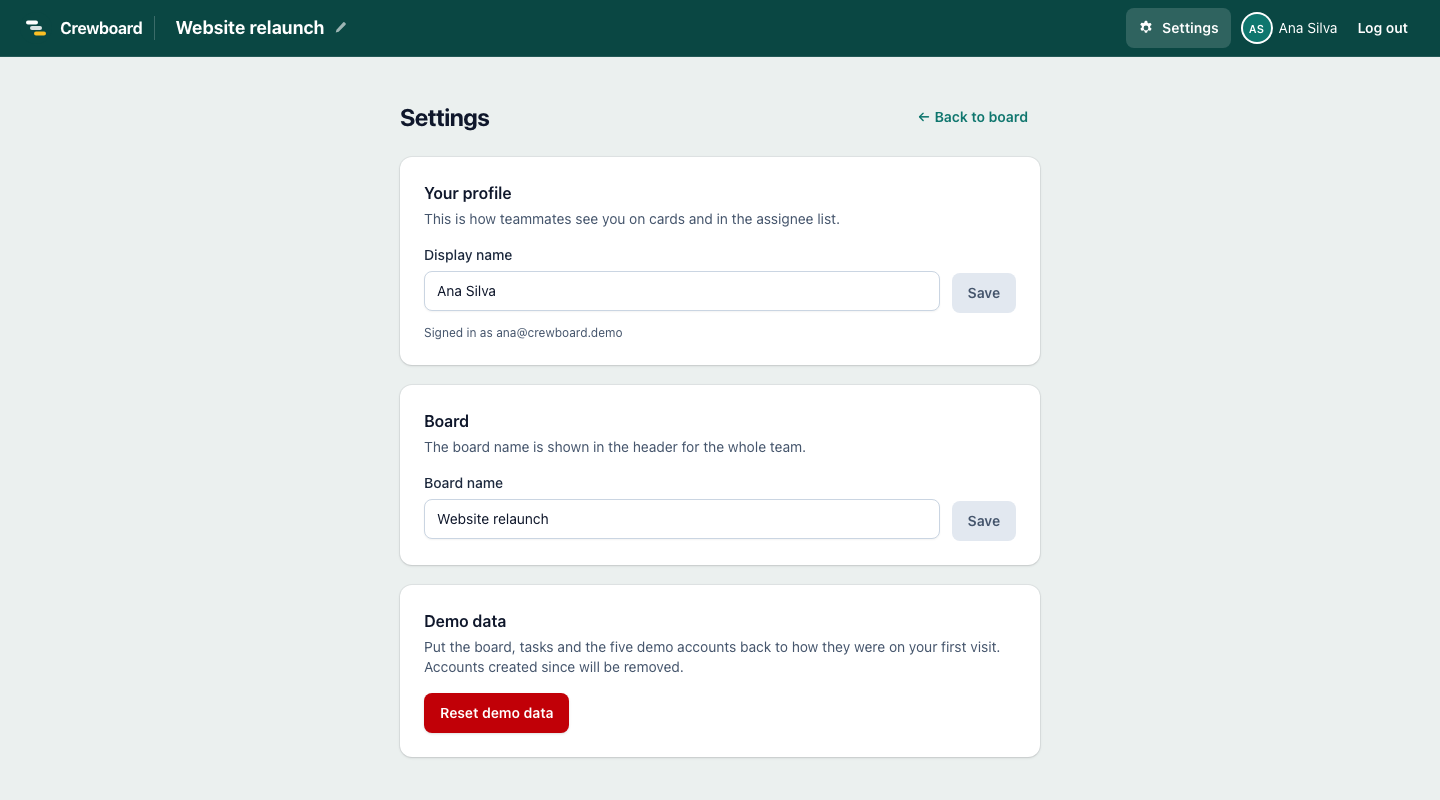 Crewboard
Website relaunch
Settings
AS
Ana Silva
Log out
Settings
← Back to board
Your profile
This is how teammates see you on cards and in the assignee list.
Display name
Ana Silva
Save
Signed in as ana@crewboard.demo
Board
The board name is shown in the header for the whole team.
Board name
Website relaunch
Save
Demo data
Put the board, tasks and the five demo accounts back to how they were on your first visit.
Accounts created since will be removed.
Reset demo data